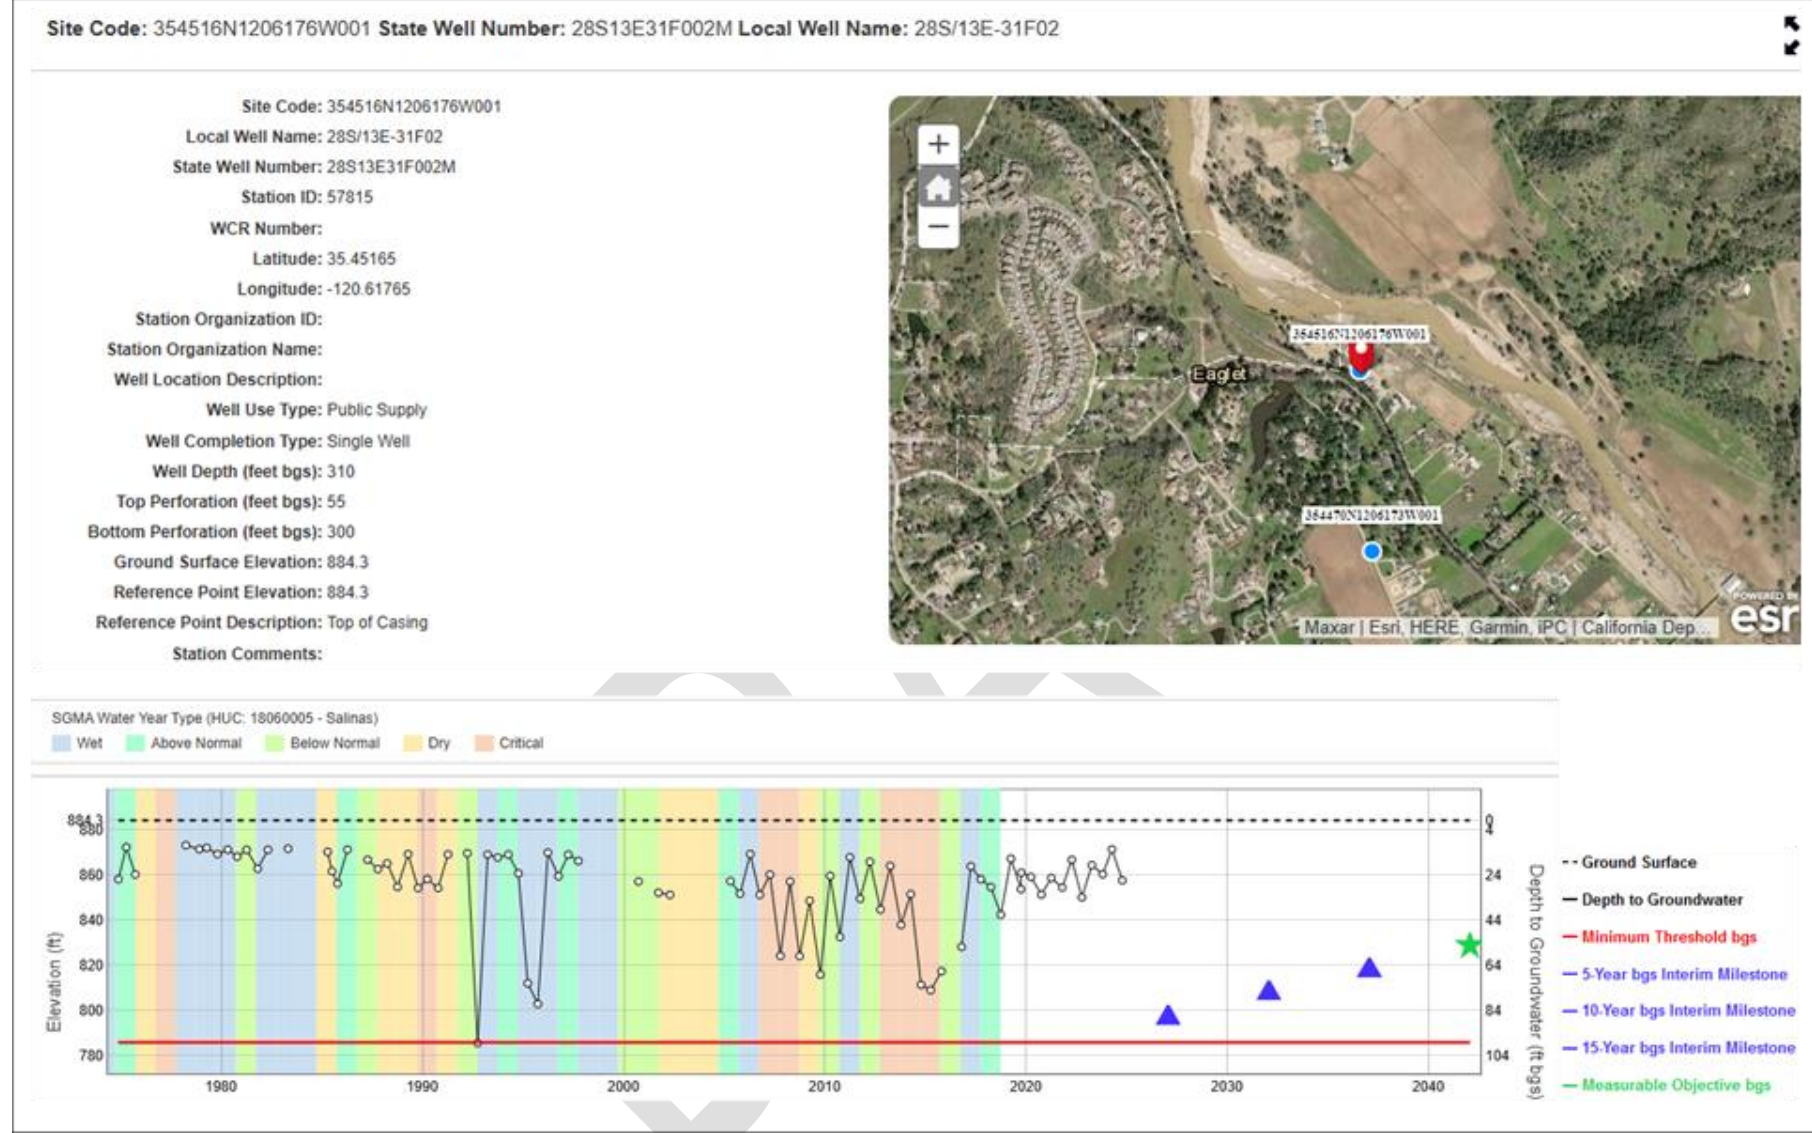 Site Code: 354516N1206176W001 State Well Number: 28S13E31F002M Local Well Name: 28S/13E-31F02
Site Code: 354516N1206176W001
Local Well Name: 28S/13E-31F02
State Well Number: 28S13E31F002M
Station ID: 57815
WCR Number:
Latitude: 35.45165
Longitude: -120.61765
Station Organization ID:
Station Organization Name:
Well Location Description:
Well Use Type: Public Supply
Well Completion Type: Single Well
Well Depth (feet bgs): 310
Top Perforation (feet bgs): 55
Bottom Perforation (feet bgs): 300
Ground Surface Elevation: 884.3
Reference Point Elevation: 884.3
Reference Point Description: Top of Casing
Station Comments:
+
−
354516N1206176W001
Eaglet
354470N1206173W001
POWERED BY
esri
Maxar | Esri, HERE, Garmin, iPC | California Dep...
SGMA Water Year Type (HUC: 18060005 - Salinas)
Wet Above Normal Below Normal Dry Critical
884.3
880
860
840
820
800
780
Elevation (ft)
0
4
24
44
64
84
104
Depth to Groundwater (ft bgs)
1980 1990 2000 2010 2020 2030 2040
Ground Surface
Depth to Groundwater
Minimum Threshold bgs
5-Year bgs Interim Milestone
10-Year bgs Interim Milestone
15-Year bgs Interim Milestone
Measurable Objective bgs